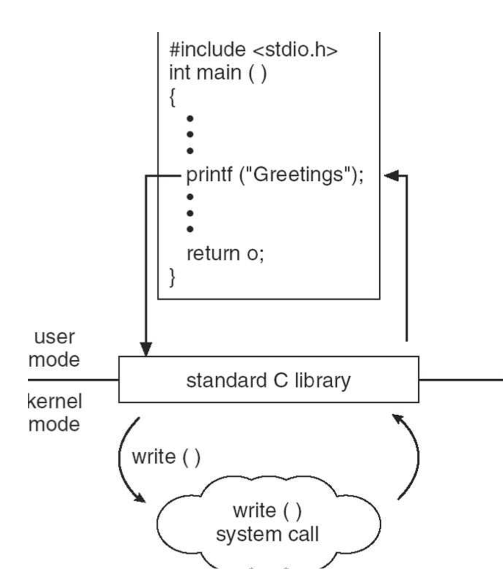 #include <stdio.h>
int main ( )
{
•
•
•
printf ("Greetings");
•
•
•
return o;
}
user
mode
standard C library
kernel
mode
write ( )
write ( )
system call